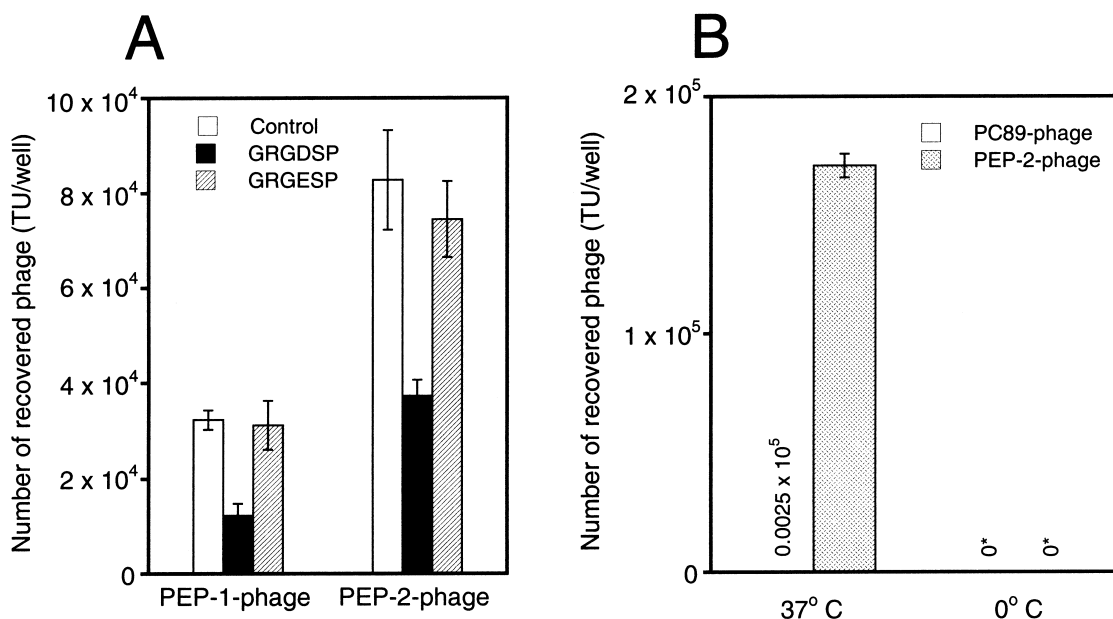 A
Number of recovered phage (TU/well)
10 x 10⁴
8 x 10⁴
6 x 10⁴
4 x 10⁴
2 x 10⁴
0
Control
GRGDSP
GRGESP
PEP-1-phage
PEP-2-phage
B
Number of recovered phage (TU/well)
2 x 10⁵
1 x 10⁵
0
PC89-phage
PEP-2-phage
0.0025 x 10⁵
0*
0*
37° C
0° C